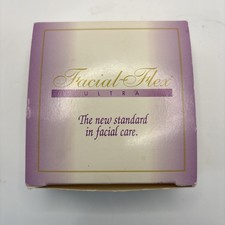 Facial-Flex®
ULTRA
The new standard
in facial care.